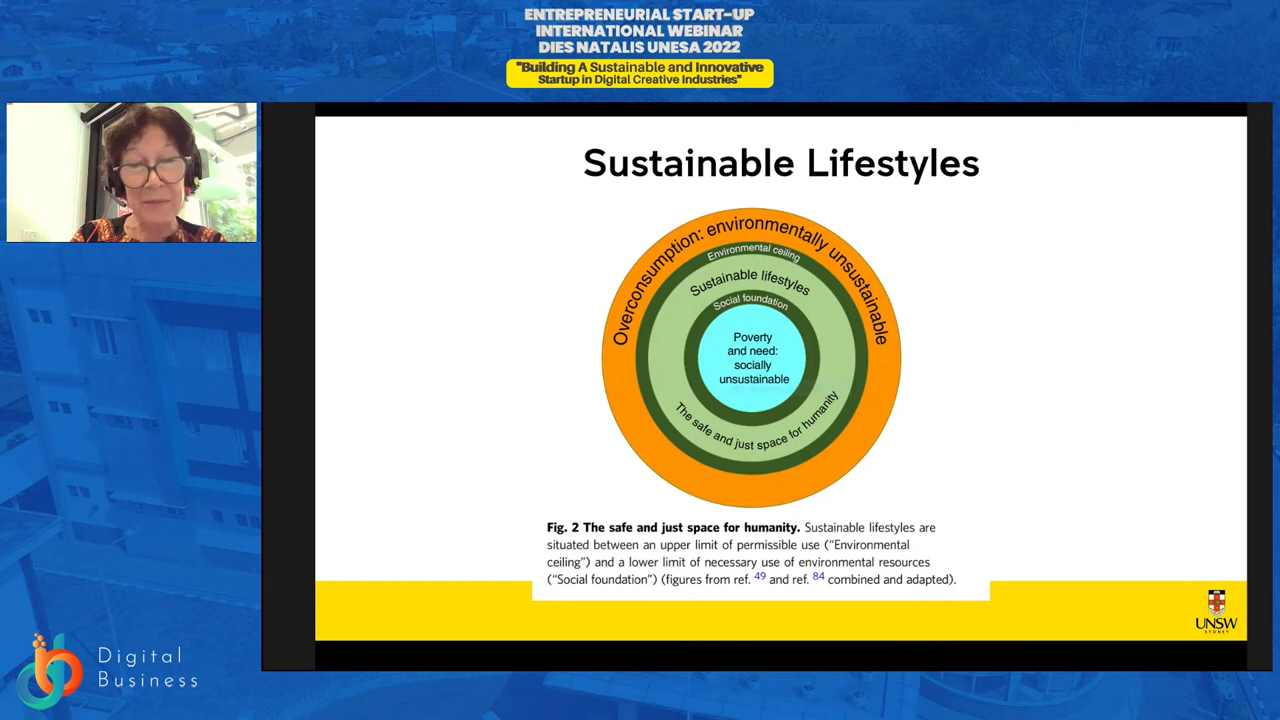 ENTREPRENEURIAL START-UP
INTERNATIONAL WEBINAR
DIES NATALIS UNESA 2022
"Building A Sustainable and Innovative
Startup in Digital Creative Industries"
Sustainable Lifestyles
Overconsumption: environmentally unsustainable
Environmental ceiling
Sustainable lifestyles
Social foundation
Poverty
and need:
socially
unsustainable
The safe and just space for humanity
Fig. 2 The safe and just space for humanity. Sustainable lifestyles are
situated between an upper limit of permissible use (“Environmental
ceiling”) and a lower limit of necessary use of environmental resources
(“Social foundation”) (figures from ref. 49 and ref. 84 combined and adapted).
UNSW
SYDNEY
Digital
Business